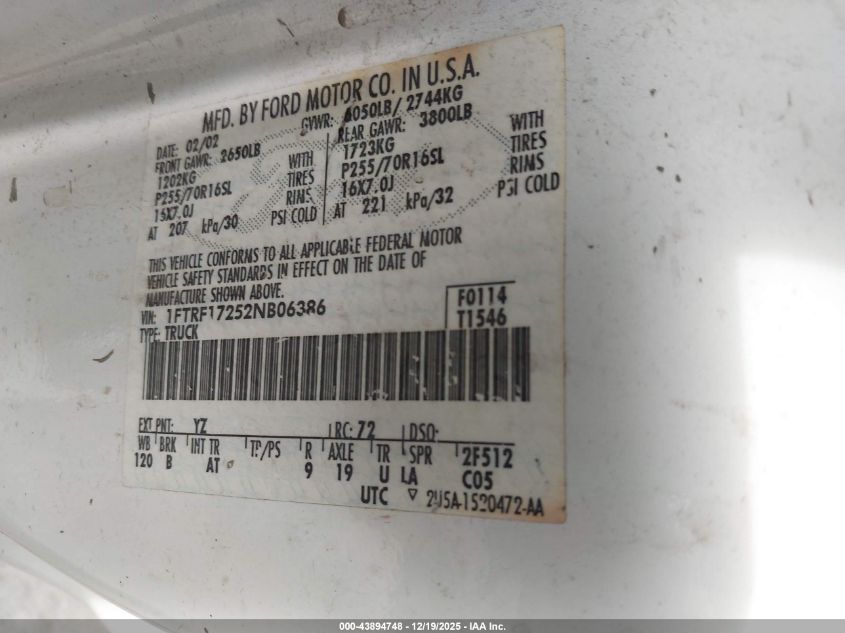 MFD. BY FORD MOTOR CO. IN U.S.A.
DATE: 02/02 GVWR: 6050LB/ 2744KG
FRONT GAWR: 2650LB REAR GAWR: 3800LB
1202KG WITH 1723KG WITH
P255/70R16SL TIRES P255/70R16SL TIRES
16X7.0J RIMS 16X7.0J RIMS
AT 207 kPa/30 PSI COLD AT 221 kPa/32 PSI COLD
THIS VEHICLE CONFORMS TO ALL APPLICABLE FEDERAL MOTOR
VEHICLE SAFETY STANDARDS IN EFFECT ON THE DATE OF
MANUFACTURE SHOWN ABOVE.
VIN: 1FTRF17252NB06386 F0114
TYPE: TRUCK T1546
EXT PNT: YZ RC: 72 DSO:
WB BRK INT TR TP/PS R AXLE TR SPR 2F512
120 B AT 9 19 U LA C05
UTC 2U5A-1520472-AA
000-43894748 - 12/19/2025 - IAA Inc.